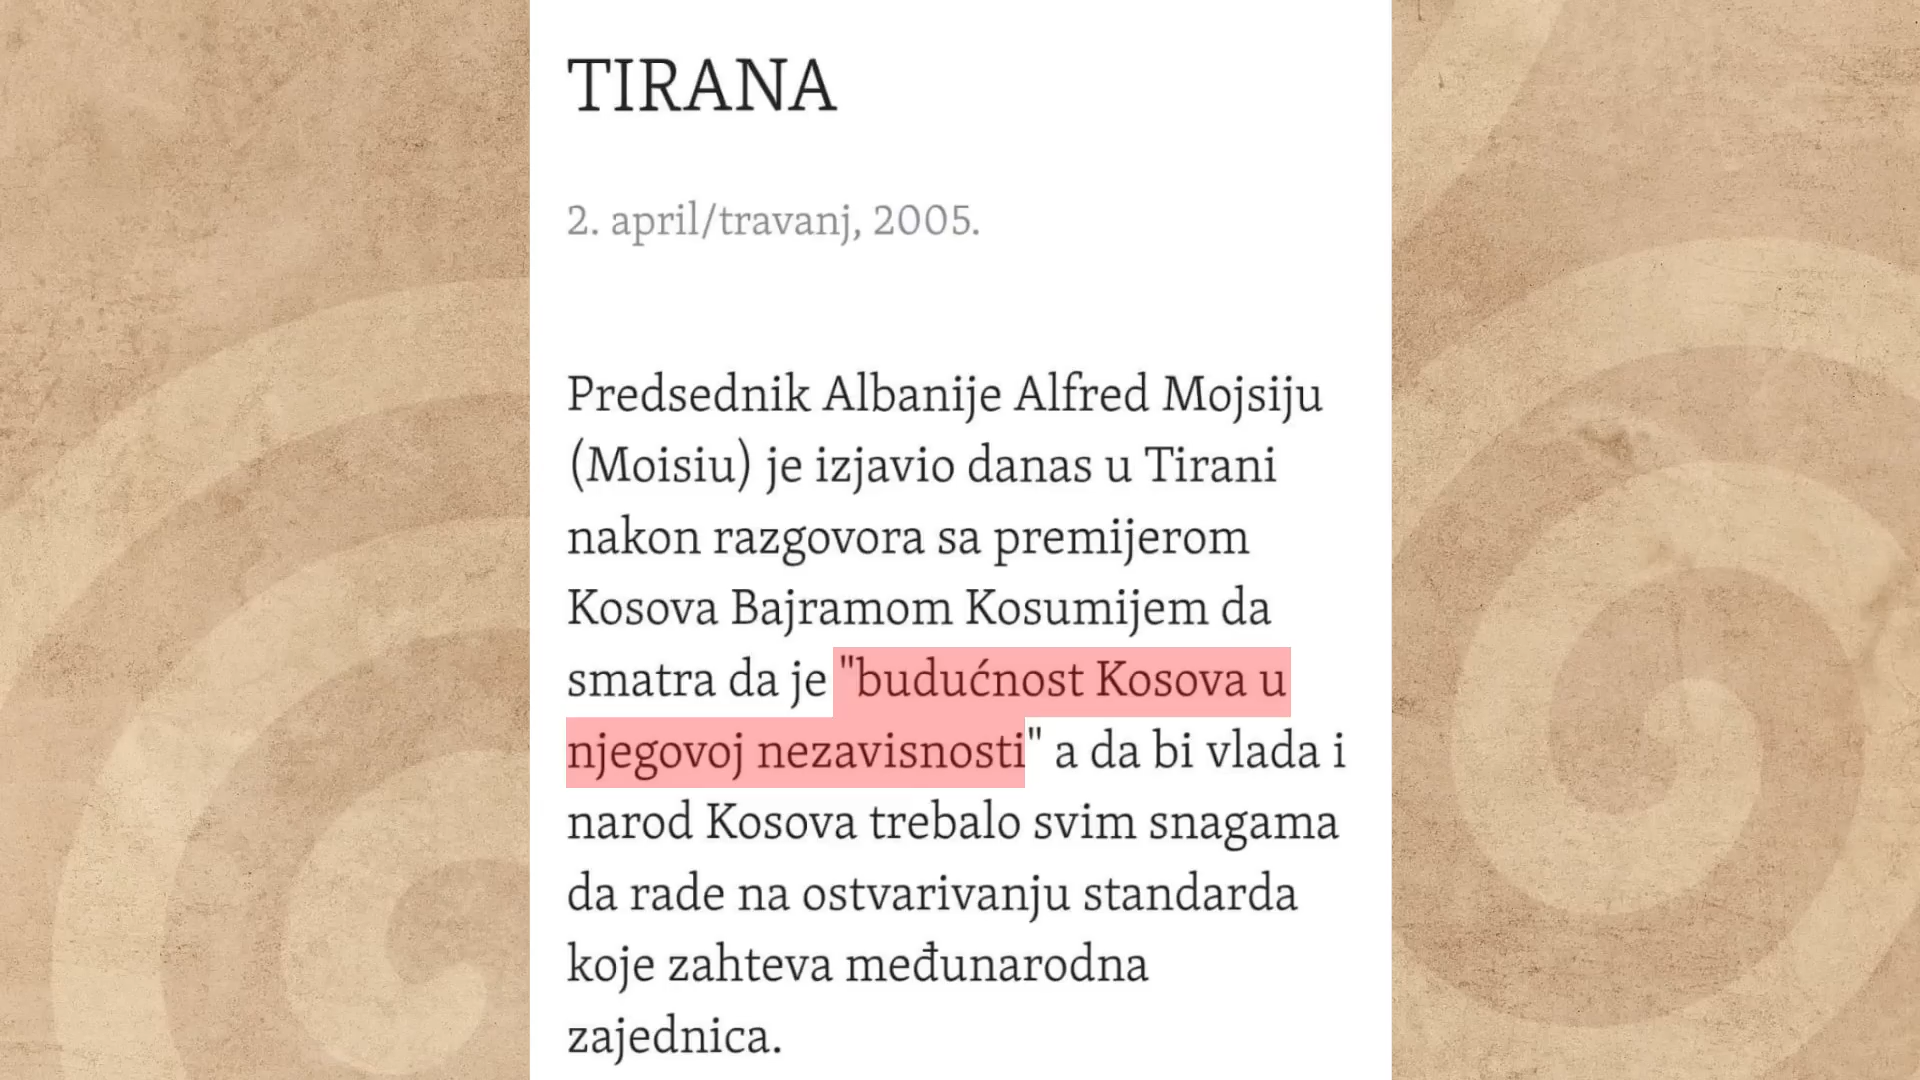 TIRANA
2. april/travanj, 2005.
Predsednik Albanije Alfred Mojsiju
(Moisiu) je izjavio danas u Tirani
nakon razgovora sa premijerom
Kosova Bajramom Kosumijem da
smatra da je "budućnost Kosova u
njegovoj nezavisnosti" a da bi vlada i
narod Kosova trebalo svim snagama
da rade na ostvarivanju standarda
koje zahteva međunarodna
zajednica.